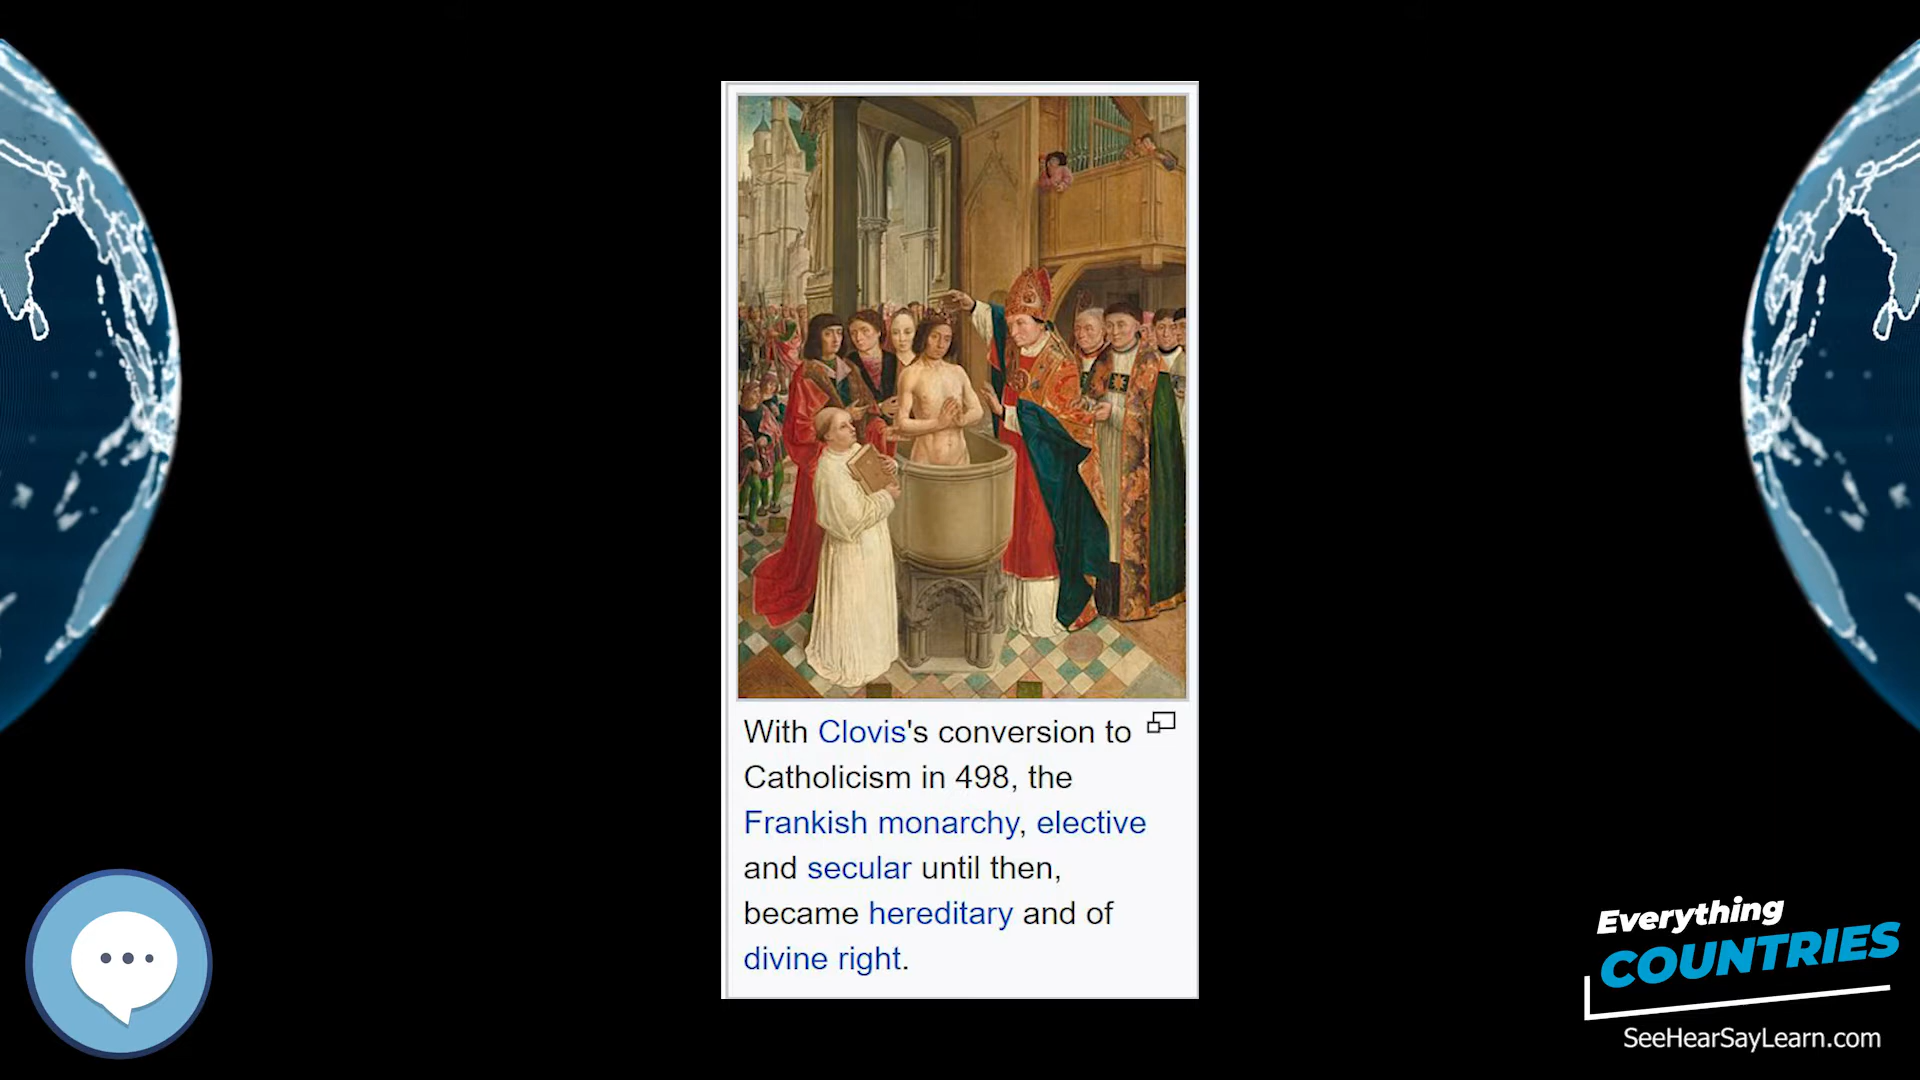 With Clovis's conversion to
Catholicism in 498, the
Frankish monarchy, elective
and secular until then,
became hereditary and of
divine right.
Everything
COUNTRIES
SeeHearSayLearn.com